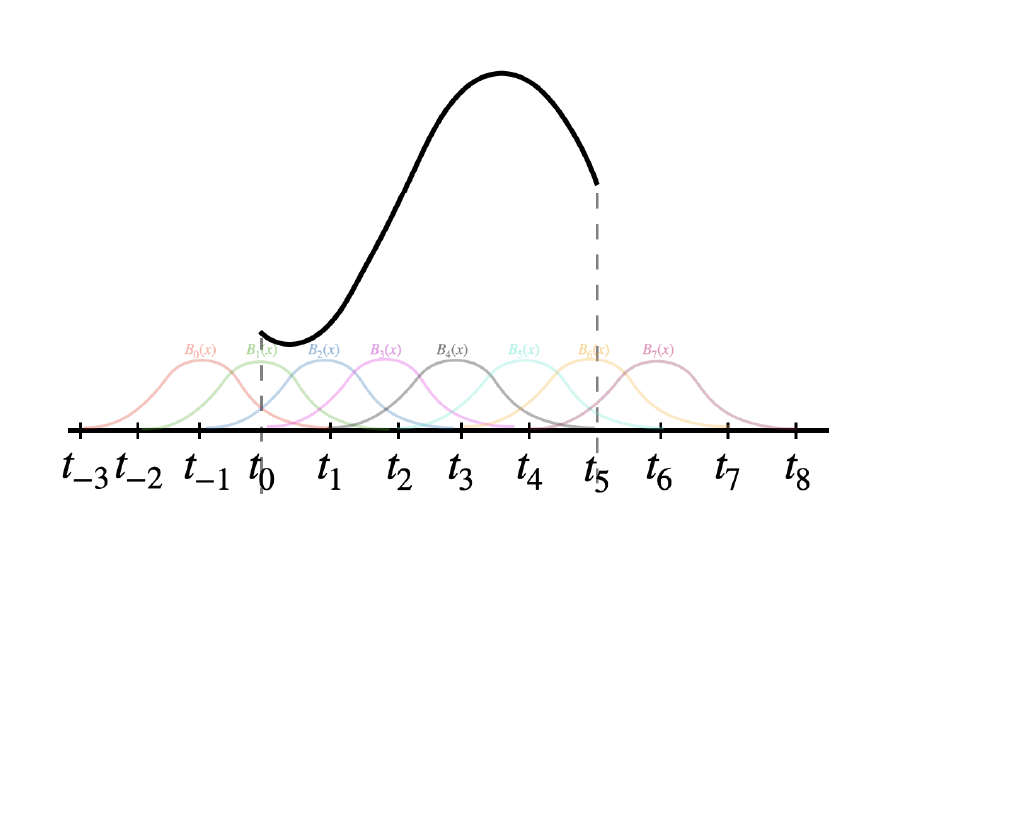 B₀(x) B₁(x) B₂(x) B₃(x) B₄(x) B₅(x) B₆(x) B₇(x)
t₋₃ t₋₂ t₋₁ t₀ t₁ t₂ t₃ t₄ t₅ t₆ t₇ t₈